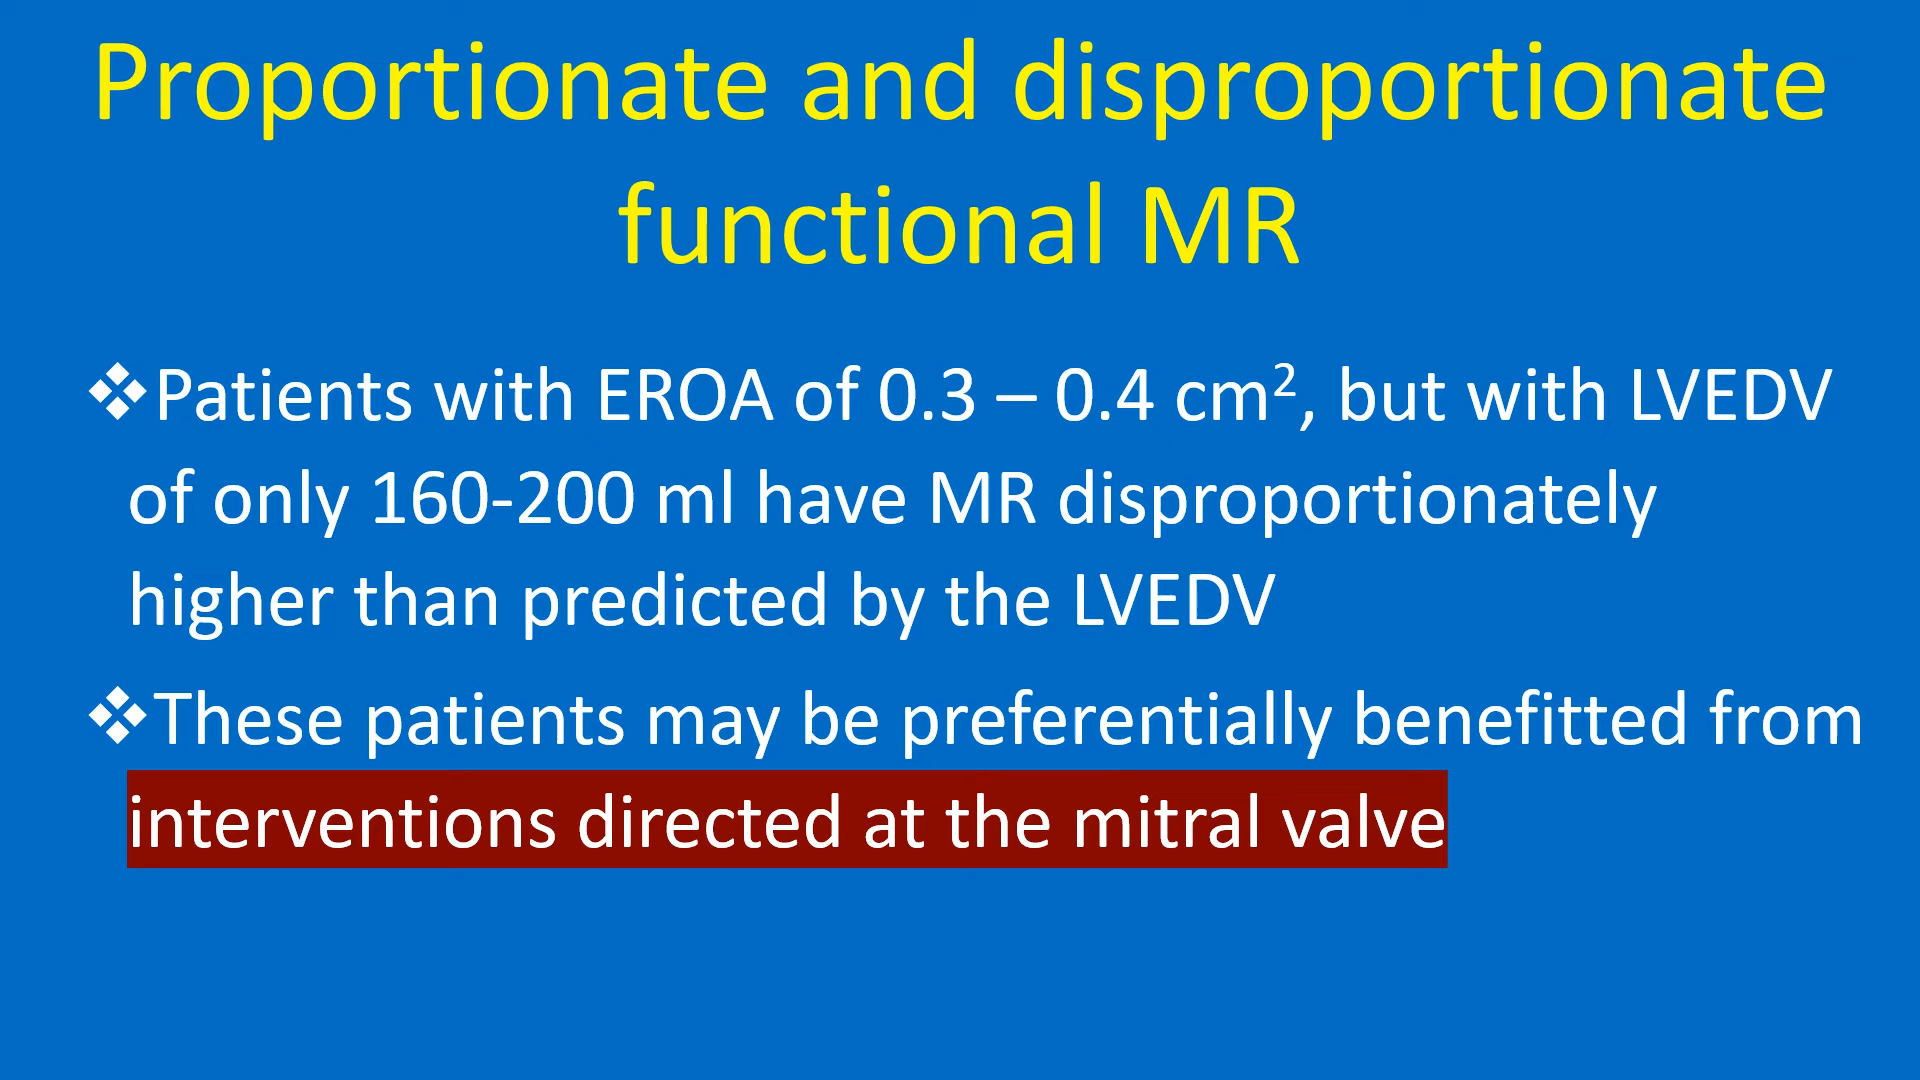 Proportionate and disproportionate
functional MR
❖Patients with EROA of 0.3 – 0.4 cm², but with LVEDV
of only 160-200 ml have MR disproportionately
higher than predicted by the LVEDV
❖These patients may be preferentially benefitted from
interventions directed at the mitral valve